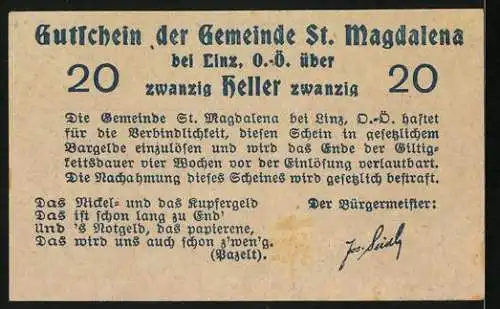 Gutschein der Gemeinde St. Magdalena
bei Linz, O.-Ö. über
20 zwanzig Heller zwanzig 20
Die Gemeinde St. Magdalena bei Linz, O.-Ö. haftet
für die Verbindlichkeit, diesen Schein in gesetzlichem
Bargelde einzulösen und wird das Ende der Giltig-
keitsdauer vier Wochen vor der Einlösung verlautbart.
Die Nachahmung dieses Scheines wird gesetzlich bestraft.
Das Nickel- und das Kupfergeld
Das ist schon lang zu End'
Und 's Notgeld, das papierene,
Das wird uns auch schon z'wen'g.
(Pazelt).
Der Bürgermeister:
Jos. Seidl